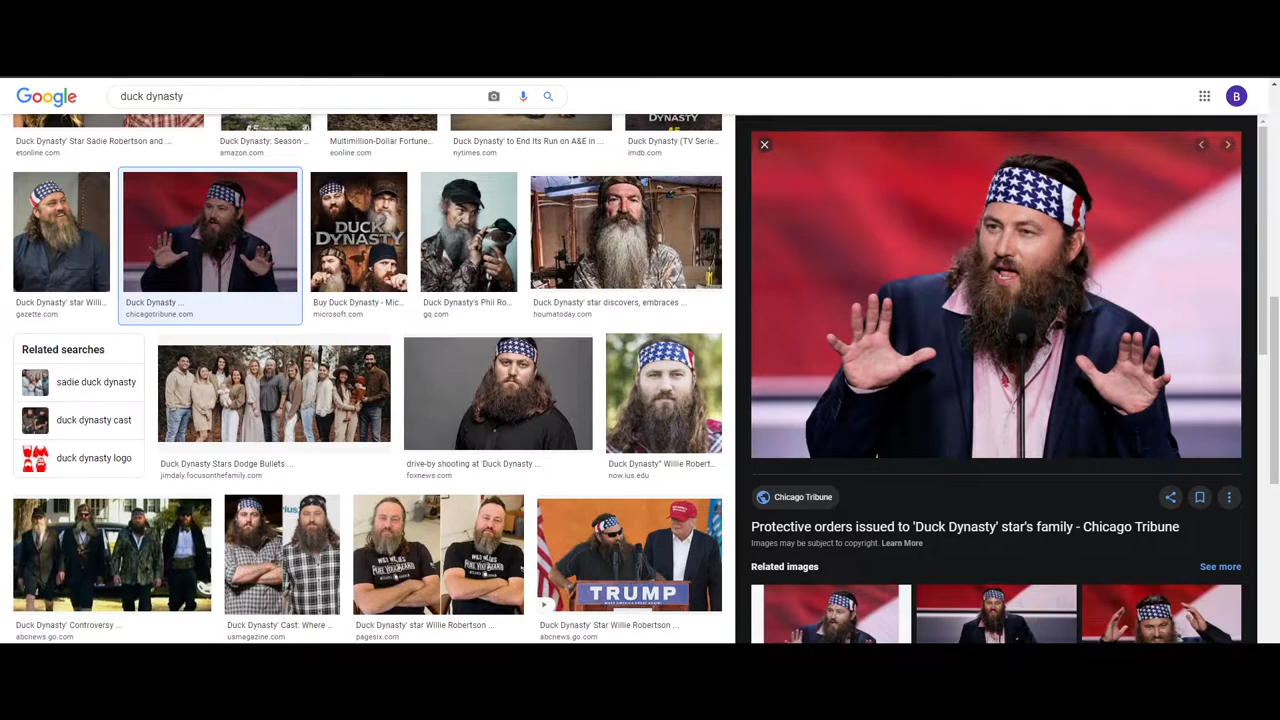 Google
duck dynasty
B
DYNASTY
Duck Dynasty' Star Sadie Robertson and ...
etonline.com
Duck Dynasty: Season ...
amazon.com
Multimillion-Dollar Fortune...
eonline.com
Duck Dynasty' to End Its Run on A&E in ...
nytimes.com
Duck Dynasty (TV Serie...
imdb.com
DUCK
DYNASTY
Duck Dynasty' star Willi...
gazette.com
Duck Dynasty ...
chicagotribune.com
Buy Duck Dynasty - Mic...
microsoft.com
Duck Dynasty's Phil Ro...
gq.com
Duck Dynasty' star discovers, embraces ...
houmatoday.com
Related searches
sadie duck dynasty
duck dynasty cast
duck dynasty logo
Duck Dynasty Stars Dodge Bullets ...
jimdaly.focusonthefamily.com
drive-by shooting at 'Duck Dynasty ...
foxnews.com
Duck Dynasty" Willie Robert...
now.ius.edu
TRUMP
Duck Dynasty' Controversy ...
abcnews.go.com
Duck Dynasty' Cast: Where ...
usmagazine.com
Duck Dynasty' star Willie Robertson ...
pagesix.com
Duck Dynasty' Star Willie Robertson ...
abcnews.go.com
Chicago Tribune
Protective orders issued to 'Duck Dynasty' star's family - Chicago Tribune
Images may be subject to copyright. Learn More
Related images
See more